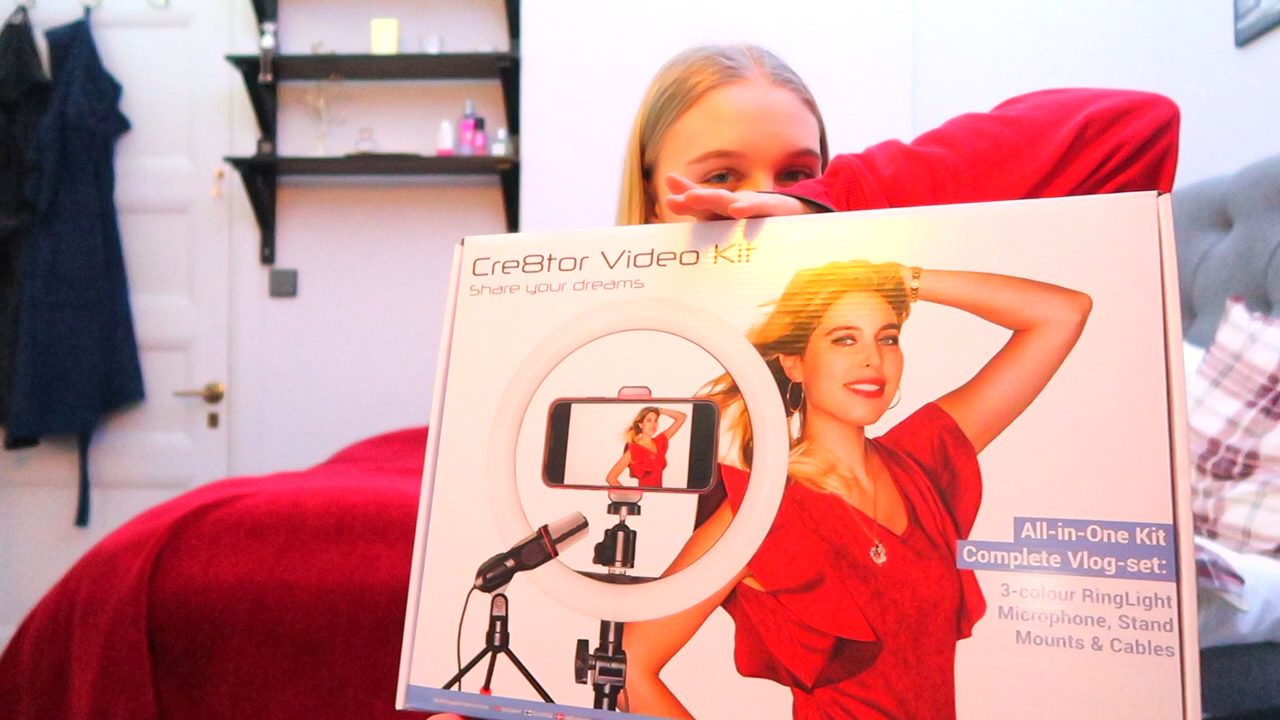 Cre8tor Video Kit
Share your dreams
All-in-One Kit
Complete Vlog-set:
3-colour RingLight
Microphone, Stand
Mounts & Cables